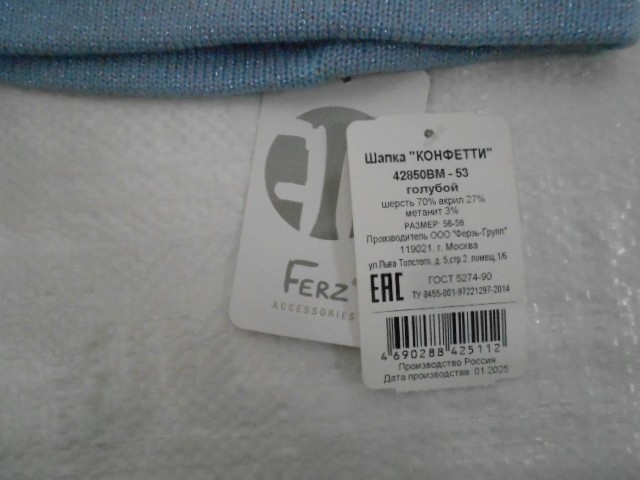 Шапка "КОНФЕТТИ"
42850ВМ - 53
голубой
шерсть 70% акрил 27%
метанит 3%
РАЗМЕР: 56-58
Производитель ООО "Ферзь-Групп"
119021, г. Москва
ул.Льва Толстого, д. 5,стр 2, помещ. 1/6
EAC
ГОСТ 5274-90
ТУ 8455-001-97221297-2014
4 690288 425112
Производство Россия
Дата производства 01.2025
FERZ'
ACCESSORIES